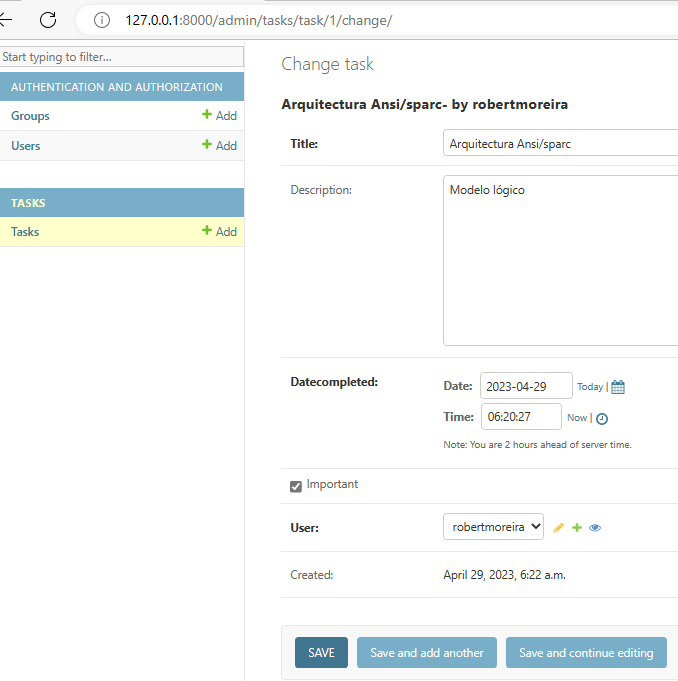 127.0.0.1:8000/admin/tasks/task/1/change/
Start typing to filter...
AUTHENTICATION AND AUTHORIZATION
Groups + Add
Users + Add
TASKS
Tasks + Add
Change task
Arquitectura Ansi/sparc- by robertmoreira
Title: Arquitectura Ansi/sparc
Description: Modelo lógico
Datecompleted:
Date: 2023-04-29 Today |
Time: 06:20:27 Now |
Note: You are 2 hours ahead of server time.
Important
User: robertmoreira
Created: April 29, 2023, 6:22 a.m.
SAVE Save and add another Save and continue editing